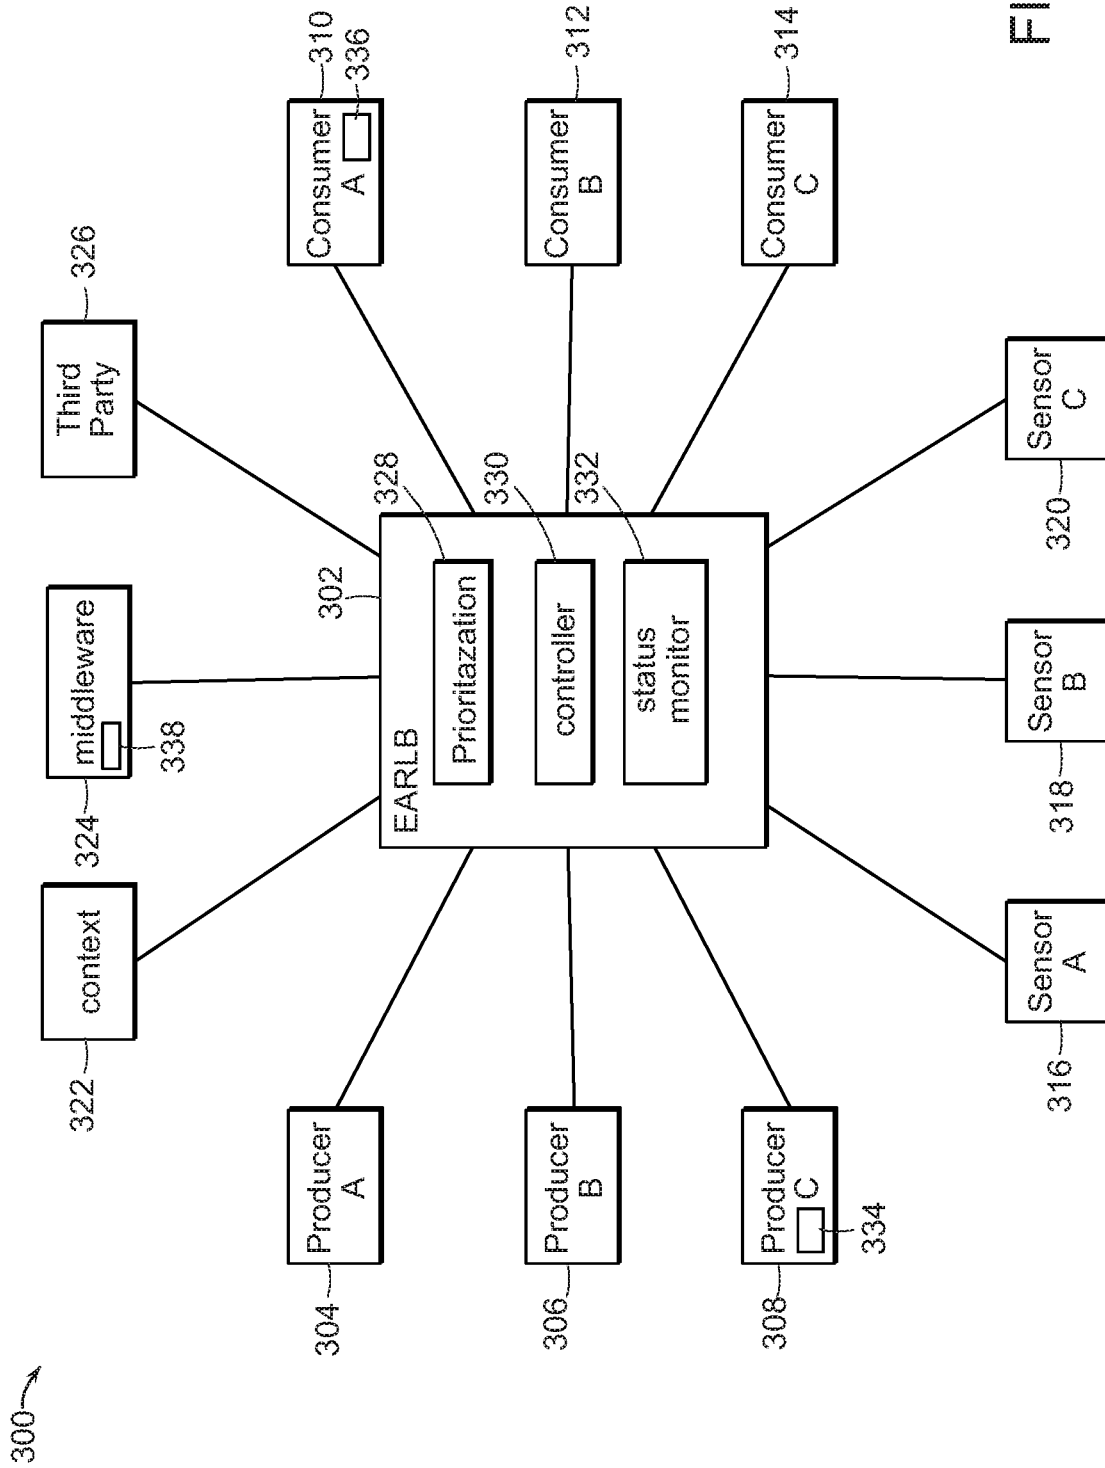 300
322
context
324
middleware
338
Third
Party
326
304
Producer
A
306
Producer
B
308
Producer
C
334
302
EARLB
Prioritazation
328
controller
330
status
monitor
332
Consumer
A
310
336
Consumer
B
312
Consumer
C
314
316
Sensor
A
318
Sensor
B
320
Sensor
C